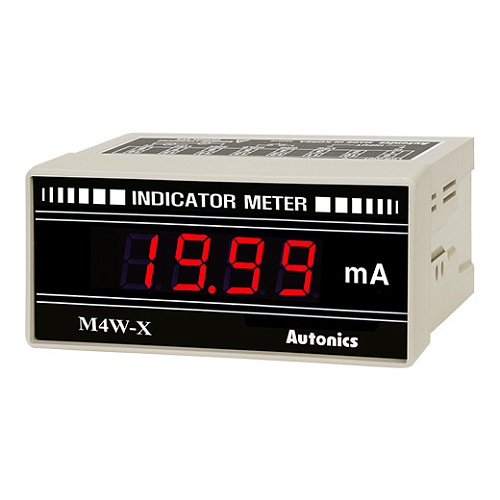 INDICATOR METER
19.99 mA
M4W-X
Autonics